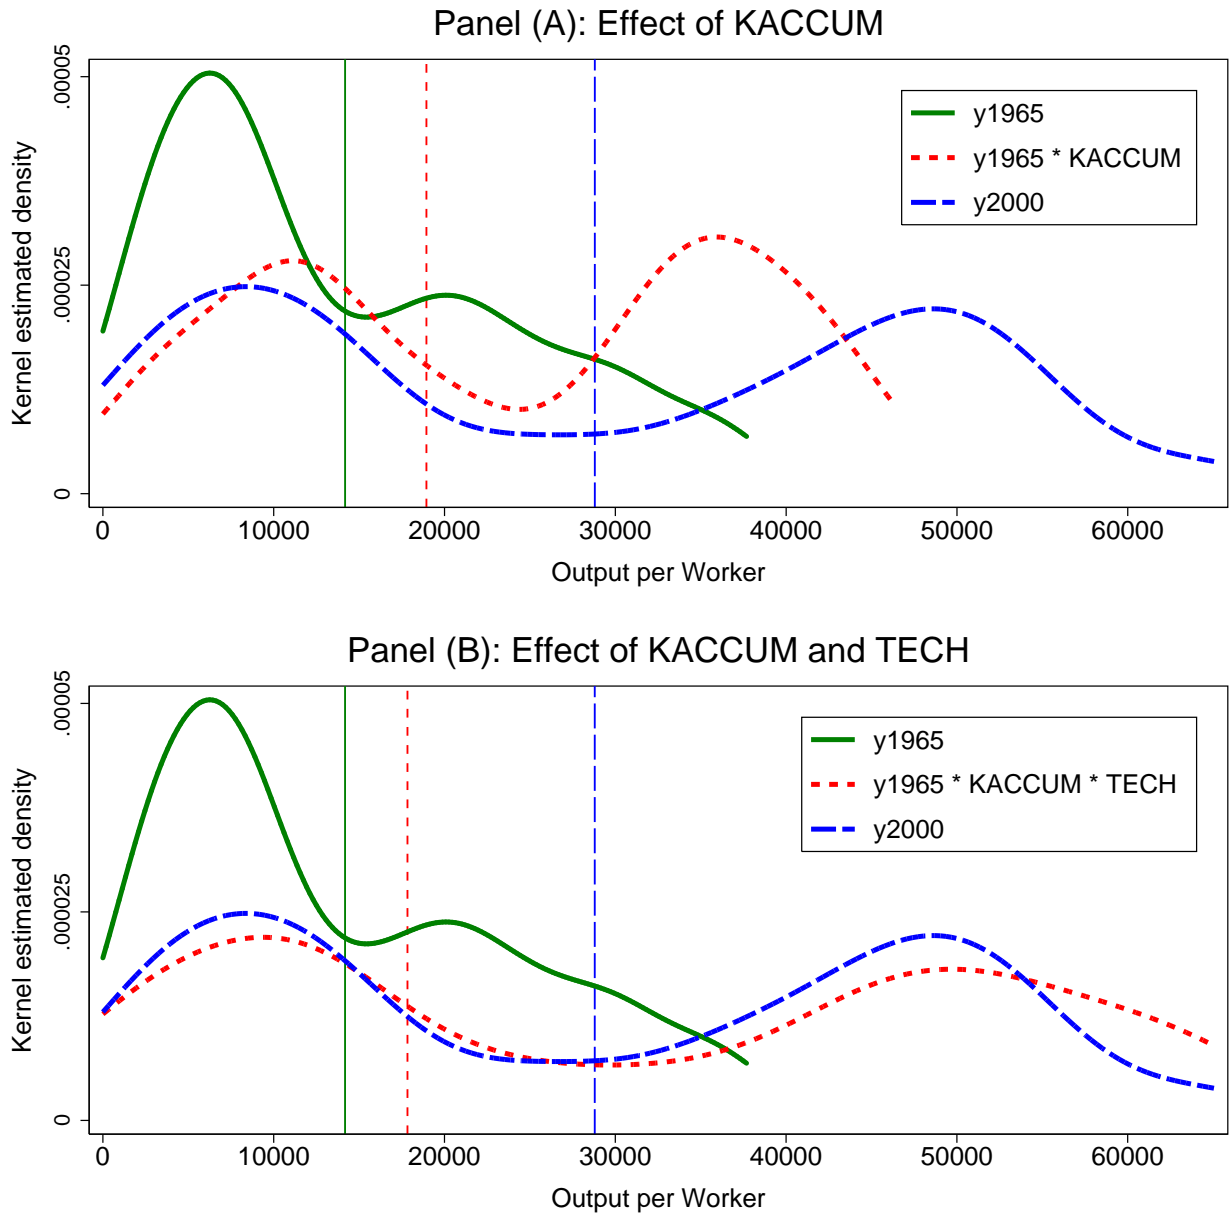 Panel (A): Effect of KACCUM
Kernel estimated density
.00005
.000025
0
y1965
y1965 * KACCUM
y2000
0 10000 20000 30000 40000 50000 60000
Output per Worker
Panel (B): Effect of KACCUM and TECH
Kernel estimated density
.00005
.000025
0
y1965
y1965 * KACCUM * TECH
y2000
0 10000 20000 30000 40000 50000 60000
Output per Worker